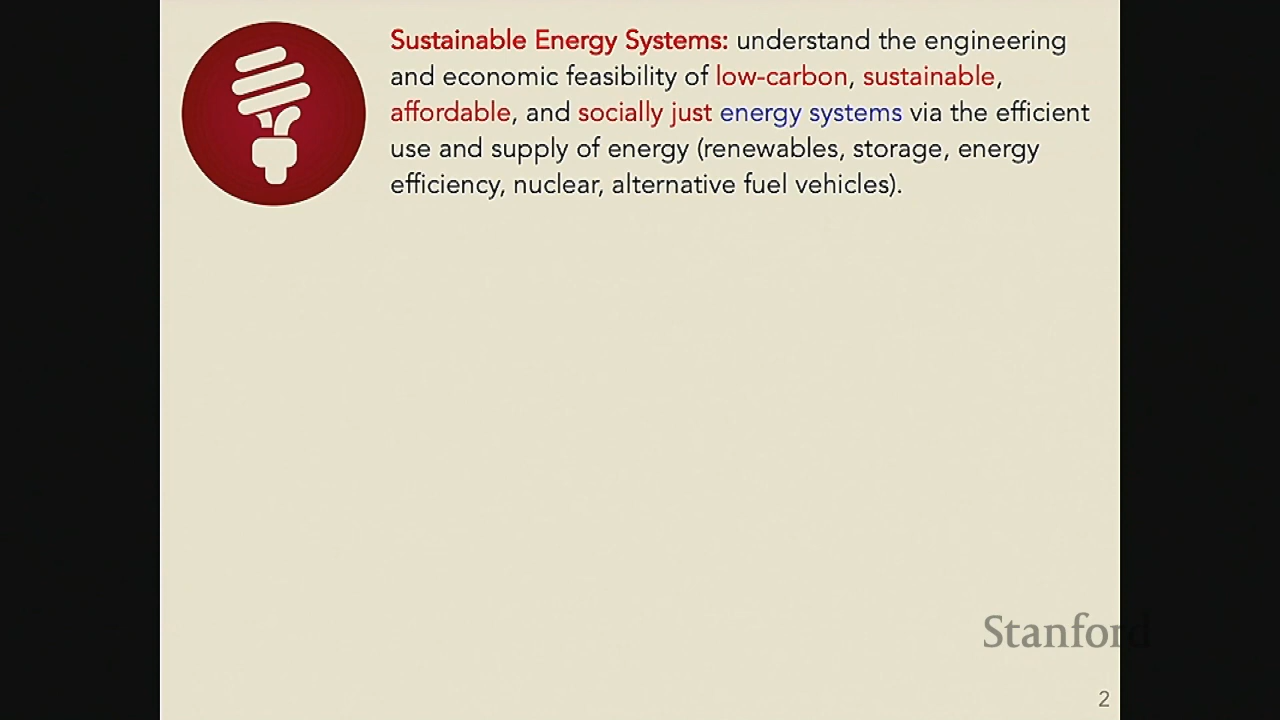 Sustainable Energy Systems: understand the engineering
and economic feasibility of low-carbon, sustainable,
affordable, and socially just energy systems via the efficient
use and supply of energy (renewables, storage, energy
efficiency, nuclear, alternative fuel vehicles).
Stanford
2